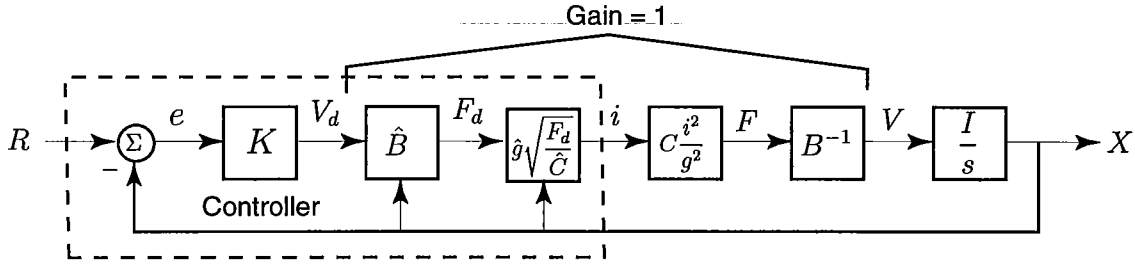 Gain = 1
R
Σ
−
e
K
V_d
B̂
F_d
ĝ√(F_d/Ĉ)
i
C i²/g²
F
B⁻¹
V
I/s
X
Controller